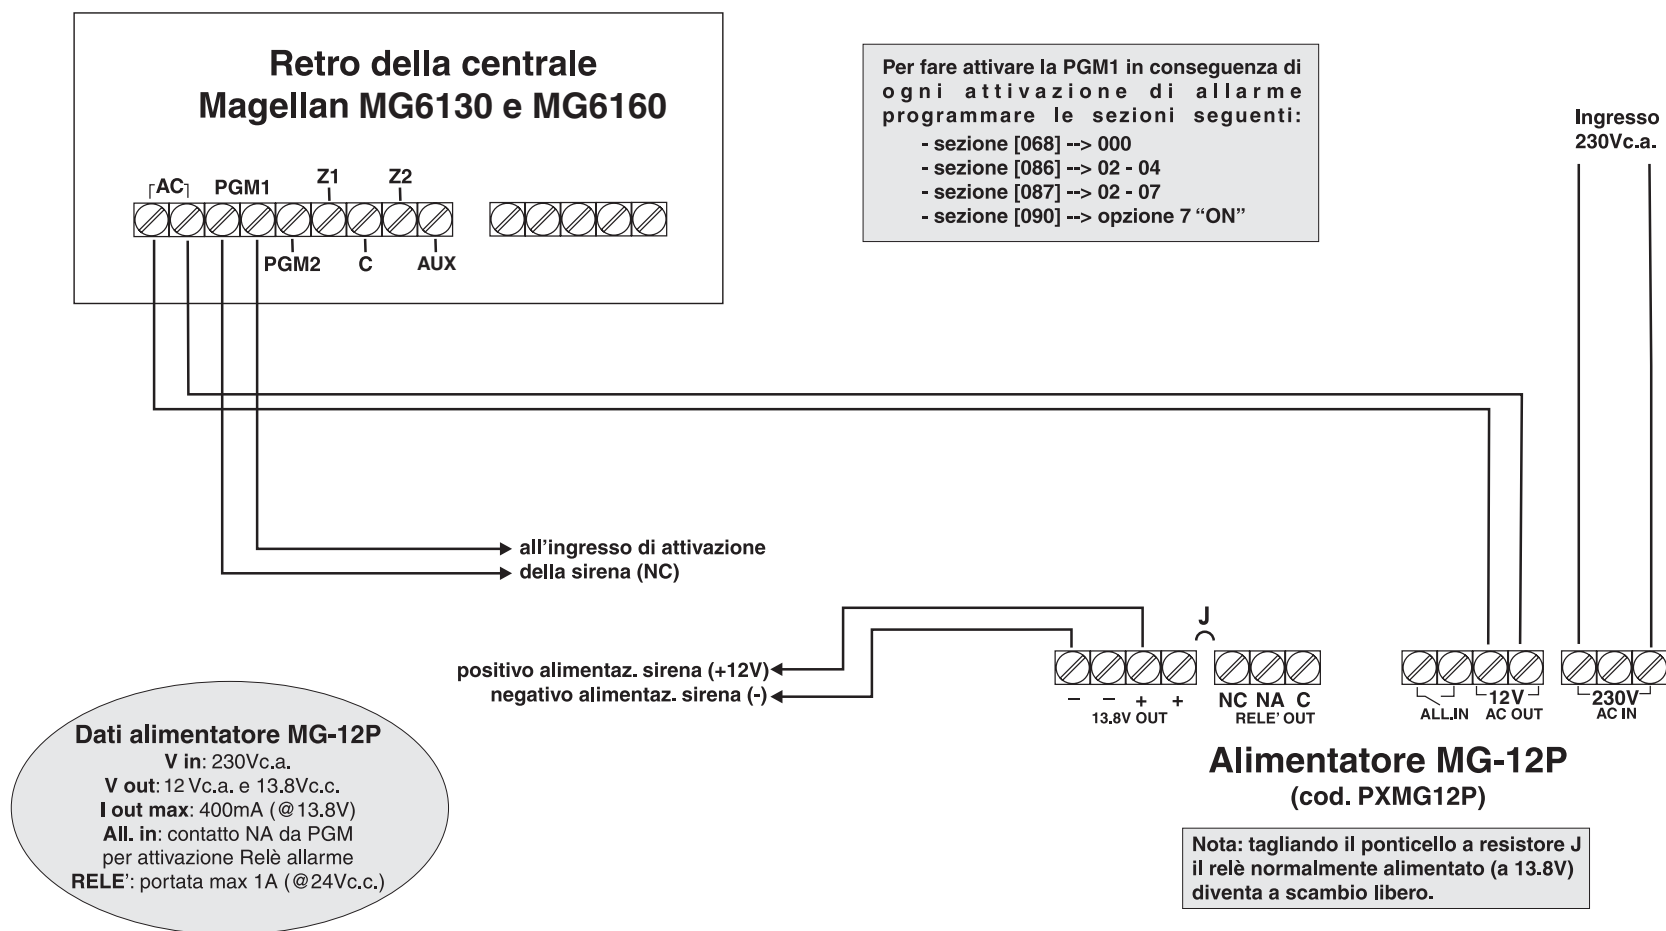 Retro della centrale
Magellan MG6130 e MG6160
AC
PGM1
Z1
Z2
PGM2
C
AUX
Per fare attivare la PGM1 in conseguenza di
ogni attivazione di allarme
programmare le sezioni seguenti:
- sezione [068] --> 000
- sezione [086] --> 02 - 04
- sezione [087] --> 02 - 07
- sezione [090] --> opzione 7 “ON”
Ingresso
230Vc.a.
all’ingresso di attivazione
della sirena (NC)
positivo alimentaz. sirena (+12V)
negativo alimentaz. sirena (-)
J
– – + +
13.8V OUT
NC NA C
RELE’ OUT
ALL.IN
12V
AC OUT
230V
AC IN
Alimentatore MG-12P
(cod. PXMG12P)
Nota: tagliando il ponticello a resistore J
il relè normalmente alimentato (a 13.8V)
diventa a scambio libero.
Dati alimentatore MG-12P
V in: 230Vc.a.
V out: 12 Vc.a. e 13.8Vc.c.
I out max: 400mA (@13.8V)
All. in: contatto NA da PGM
per attivazione Relè allarme
RELE’: portata max 1A (@24Vc.c.)